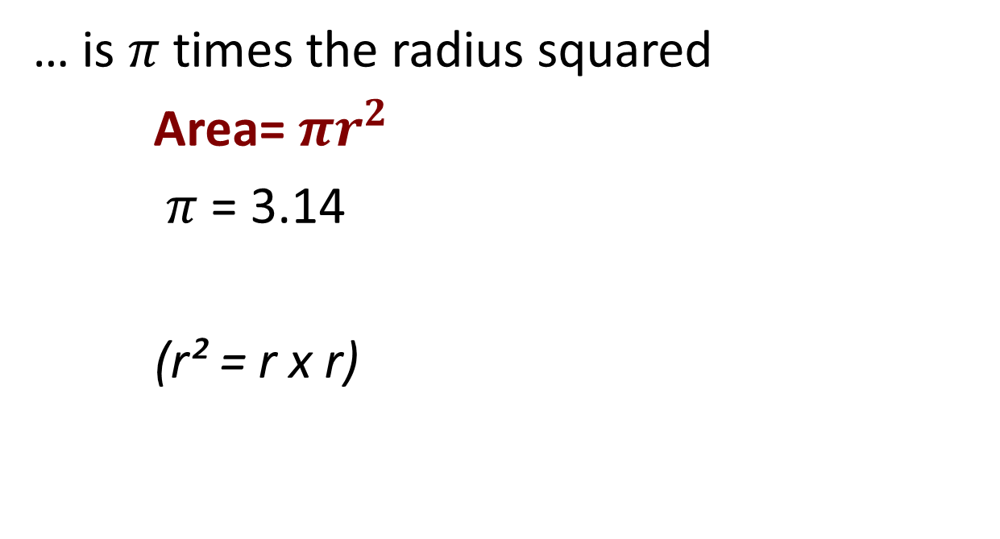 ... is π times the radius squared
Area= πr²
π = 3.14
(r² = r x r)